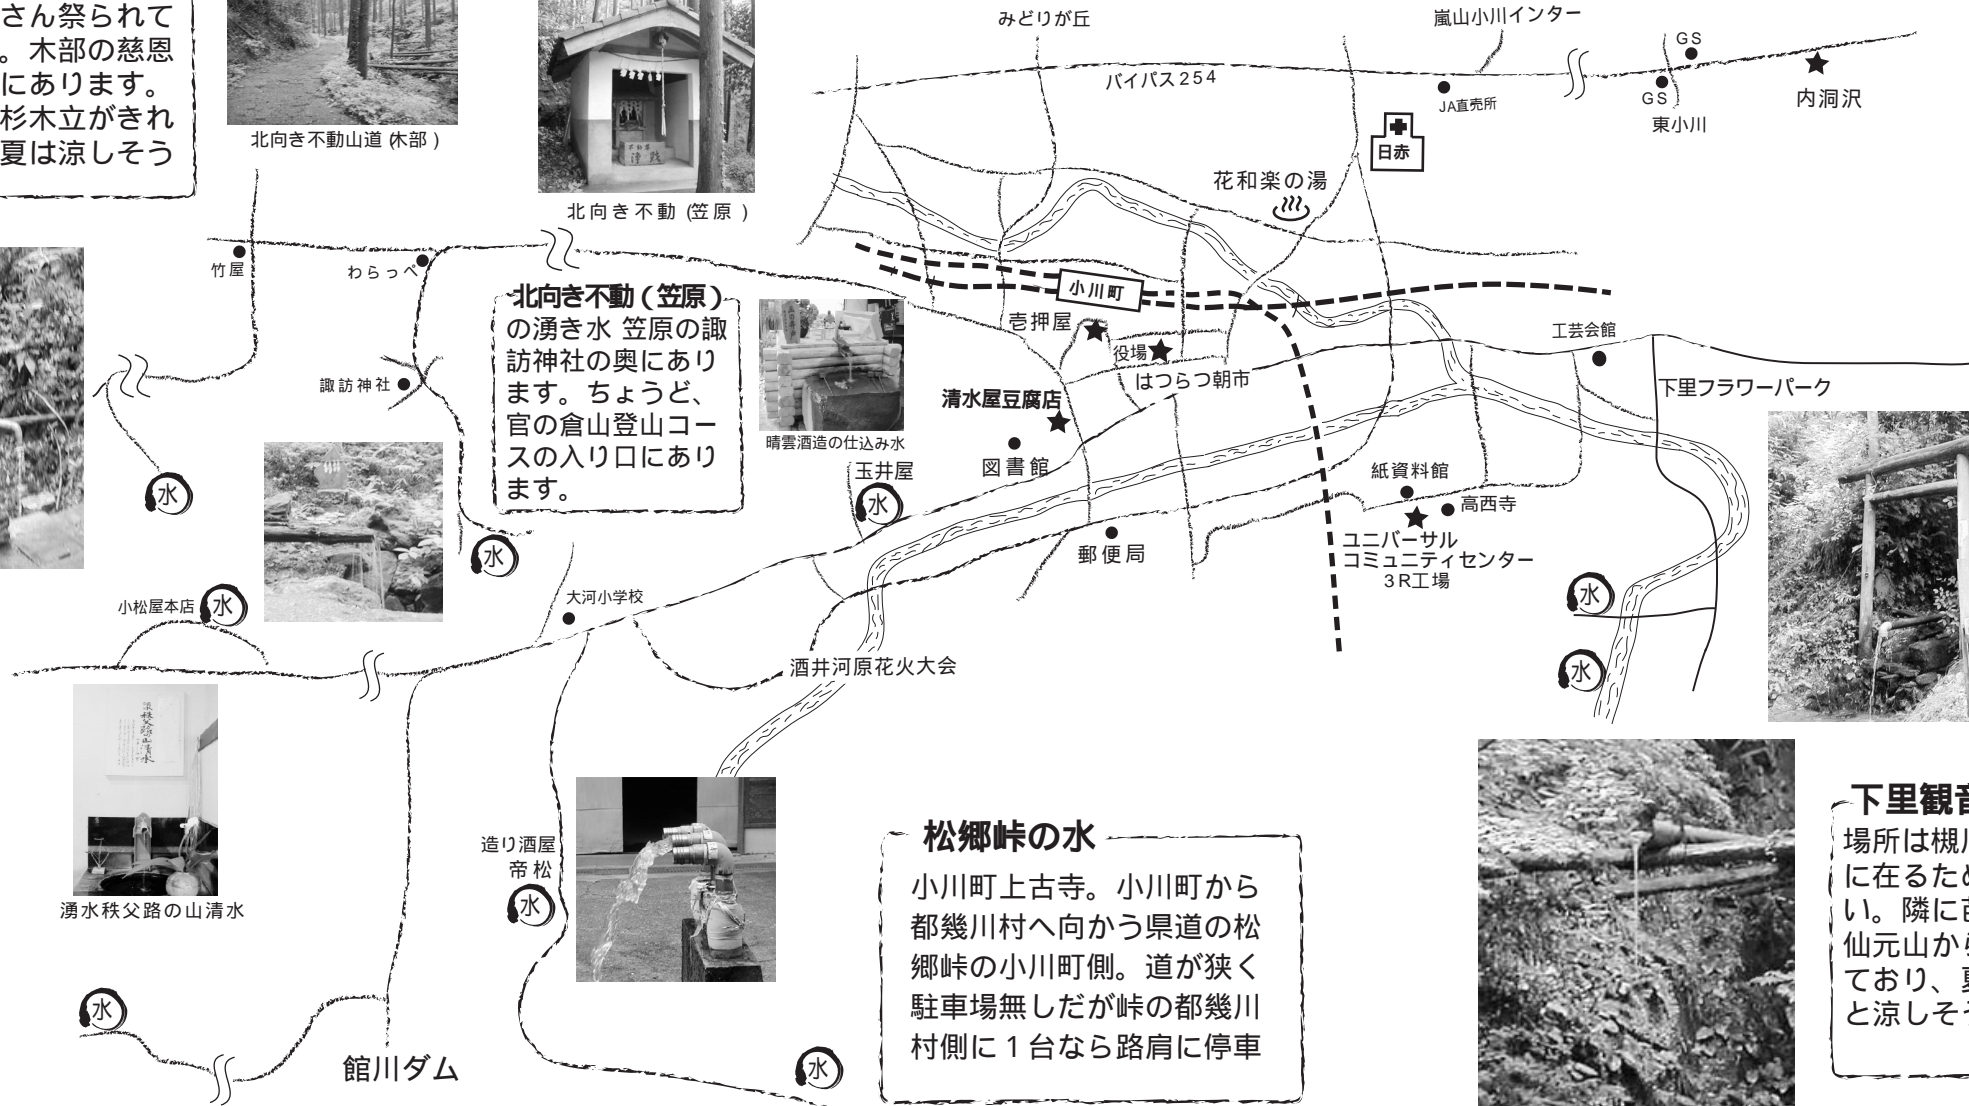 さん祭られて
。木部の慈恩
にあります。
杉木立がきれ
夏は涼しそう
北向き不動山道(木部)
北向き不動(笠原)
みどりが丘
嵐山小川インター
バイパス254
GS
GS
JA直売所
東小川
内洞沢
日赤
花和楽の湯
竹屋
わらっぺ
諏訪神社
水
北向き不動(笠原)
の湧き水 笠原の諏
訪神社の奥にあり
ます。ちょうど、
官の倉山登山コー
スの入り口にあり
ます。
晴雲酒造の仕込み水
玉井屋
水
小川町
壱押屋
役場
はつらつ朝市
清水屋豆腐店
図書館
工芸会館
下里フラワーパーク
紙資料館
高西寺
ユニバーサル
コミュニティセンター
3R工場
郵便局
水
大河小学校
小松屋本店
水
酒井河原花火大会
水
水
秩父路の山清水
湧水秩父路の山清水
造り酒屋
帝松
水
水
館川ダム
水
松郷峠の水
小川町上古寺。小川町から
都幾川村へ向かう県道の松
郷峠の小川町側。道が狭く
駐車場無しだが峠の都幾川
村側に1台なら路肩に停車
下里観音
場所は槻川
に在るため
い。隣に
仙元山から
ており、夏
と涼しそう